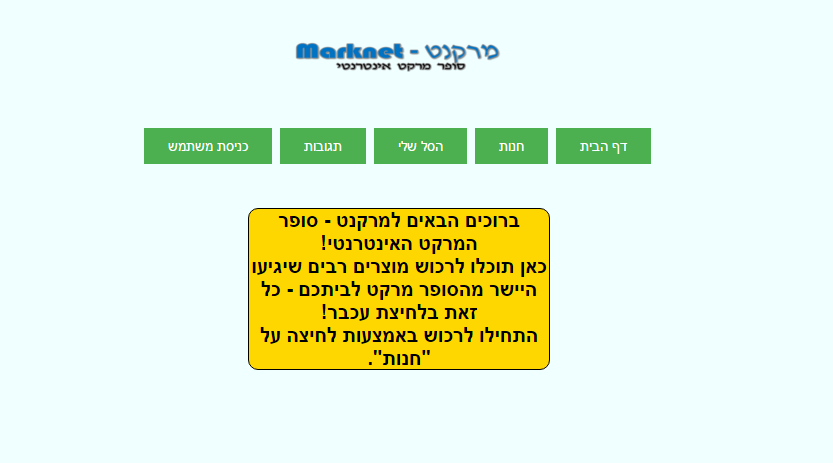 מרקנט - Marknet
סופר מרקט אינטרנטי
דף הבית
חנות
הסל שלי
תגובות
כניסת משתמש
ברוכים הבאים למרקנט - סופר
המרקט האינטרנטי!
כאן תוכלו לרכוש מוצרים רבים שיגיעו
היישר מהסופר מרקט לביתכם - כל
זאת בלחיצת עכבר!
התחילו לרכוש באמצעות לחיצה על
"חנות".